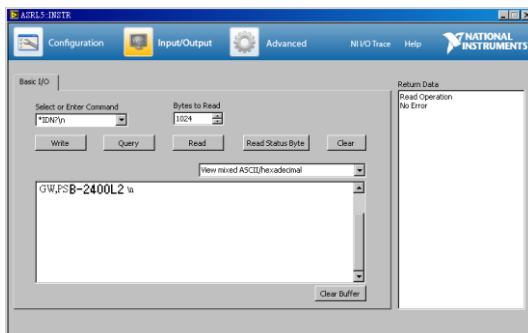 ASRL5::INSTR
Configuration
Input/Output
Advanced
NI I/O Trace
Help
NATIONAL INSTRUMENTS
Basic I/O
Select or Enter Command
*IDN?\n
Bytes to Read
1024
Write
Query
Read
Read Status Byte
Clear
View mixed ASCII/hexadecimal
GW,PSB-2400L2 \n
Clear Buffer
Return Data
Read Operation
No Error